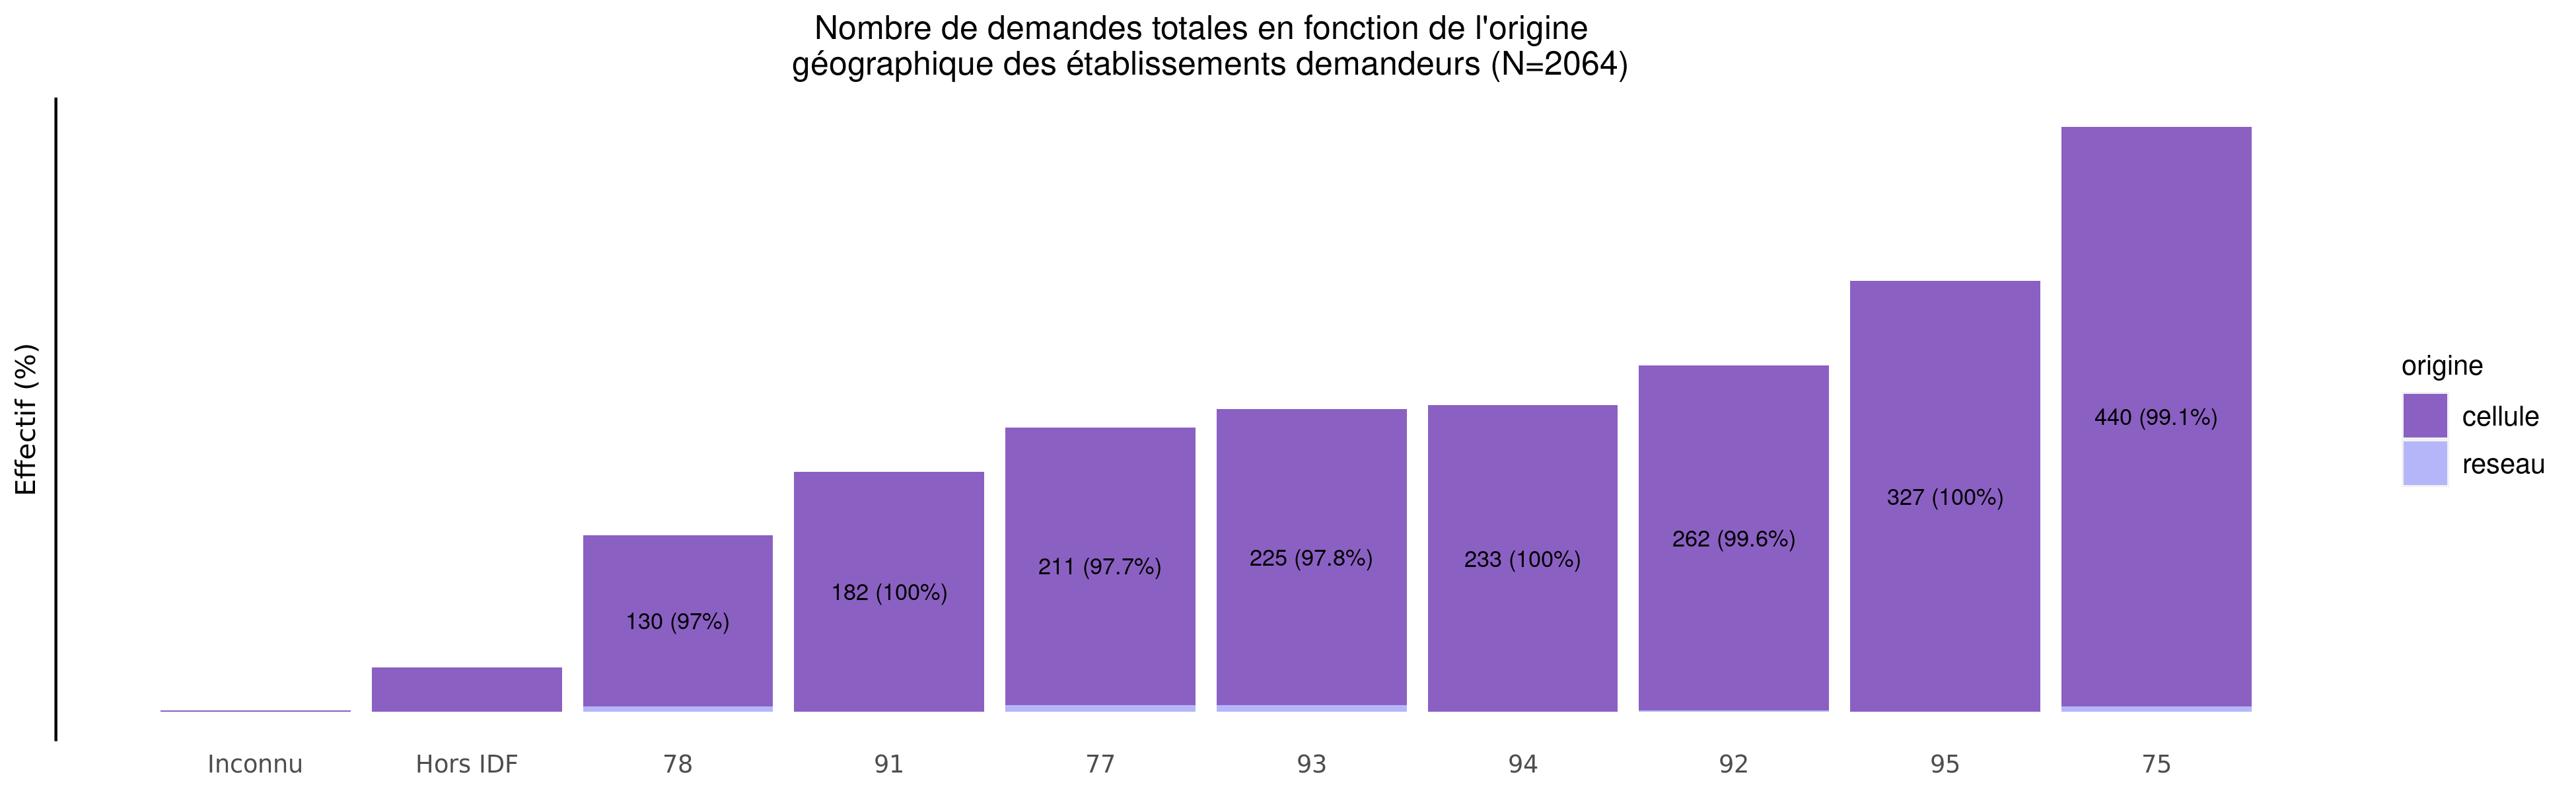 Nombre de demandes totales en fonction de l'origine
géographique des établissements demandeurs (N=2064)
Effectif (%)
130 (97%)
182 (100%)
211 (97.7%)
225 (97.8%)
233 (100%)
262 (99.6%)
327 (100%)
440 (99.1%)
Inconnu
Hors IDF
78
91
77
93
94
92
95
75
origine
cellule
reseau